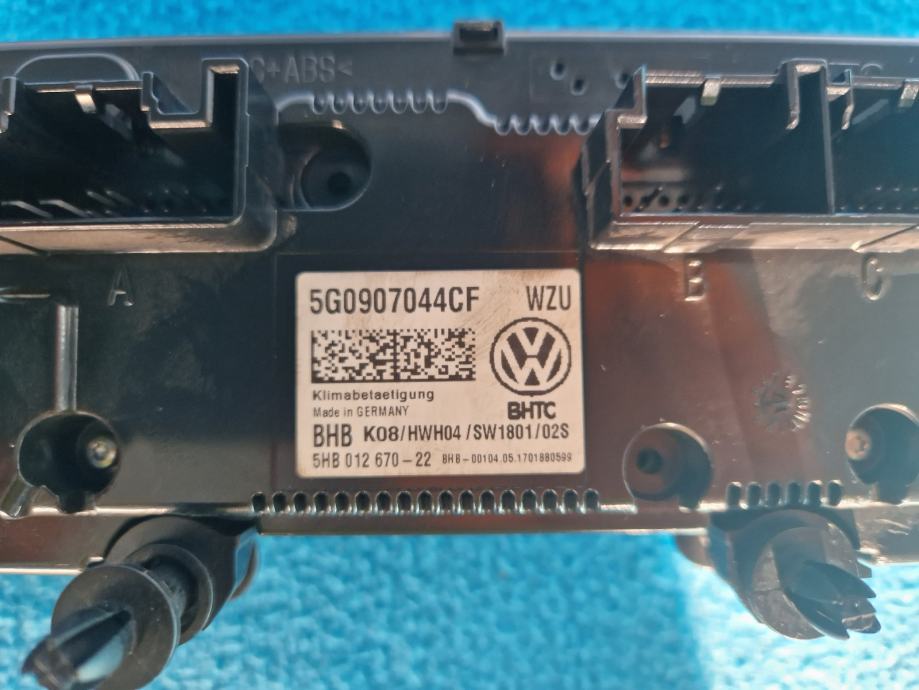 C+ABS<
A
B
C
5G0907044CF WZU
Klimabetaetigung
Made in GERMANY
BHTC
BHB K08/HWH04/SW1801/02S
5HB 012 670-22 BHB-00104.05.1701880599